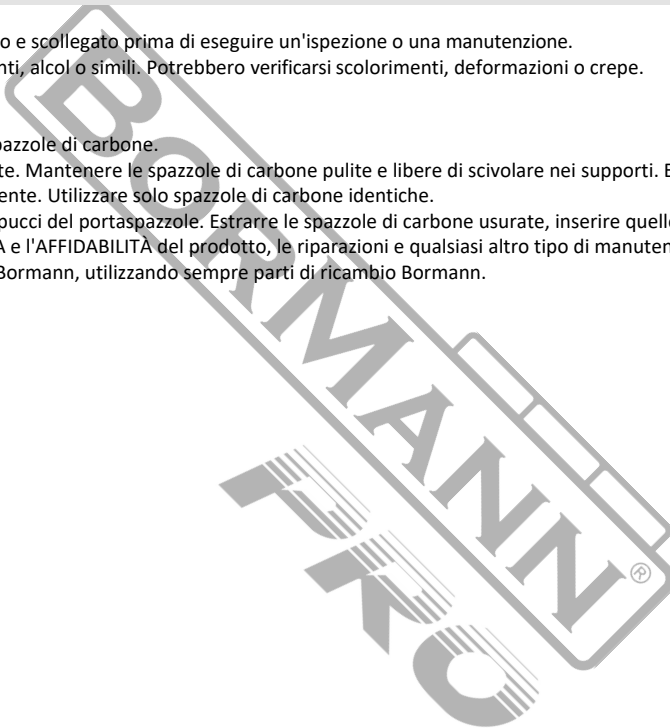 o e scollegato prima di eseguire un'ispezione o una manutenzione.
nti, alcol o simili. Potrebbero verificarsi scolorimenti, deformazioni o crepe.
pazzole di carbone.
te. Mantenere le spazzole di carbone pulite e libere di scivolare nei supporti. E
ente. Utilizzare solo spazzole di carbone identiche.
pucci del portaspazzole. Estrarre le spazzole di carbone usurate, inserire quelle
À e l'AFFIDABILITÀ del prodotto, le riparazioni e qualsiasi altro tipo di manuten
Bormann, utilizzando sempre parti di ricambio Bormann.
BORMANN®
PRO